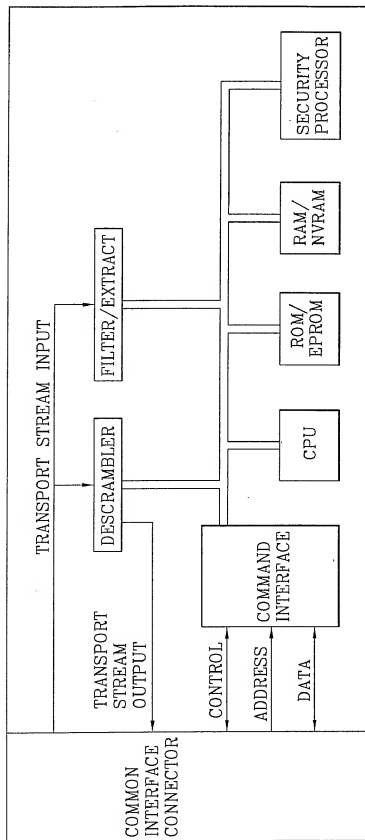 TRANSPORT STREAM INPUT
DESCRAMBLER
FILTER/EXTRACT
TRANSPORT
STREAM
OUTPUT
COMMON
INTERFACE
CONNECTOR
CONTROL
ADDRESS
DATA
COMMAND
INTERFACE
CPU
ROM/
EPROM
RAM/
NVRAM
SECURITY
PROCESSOR